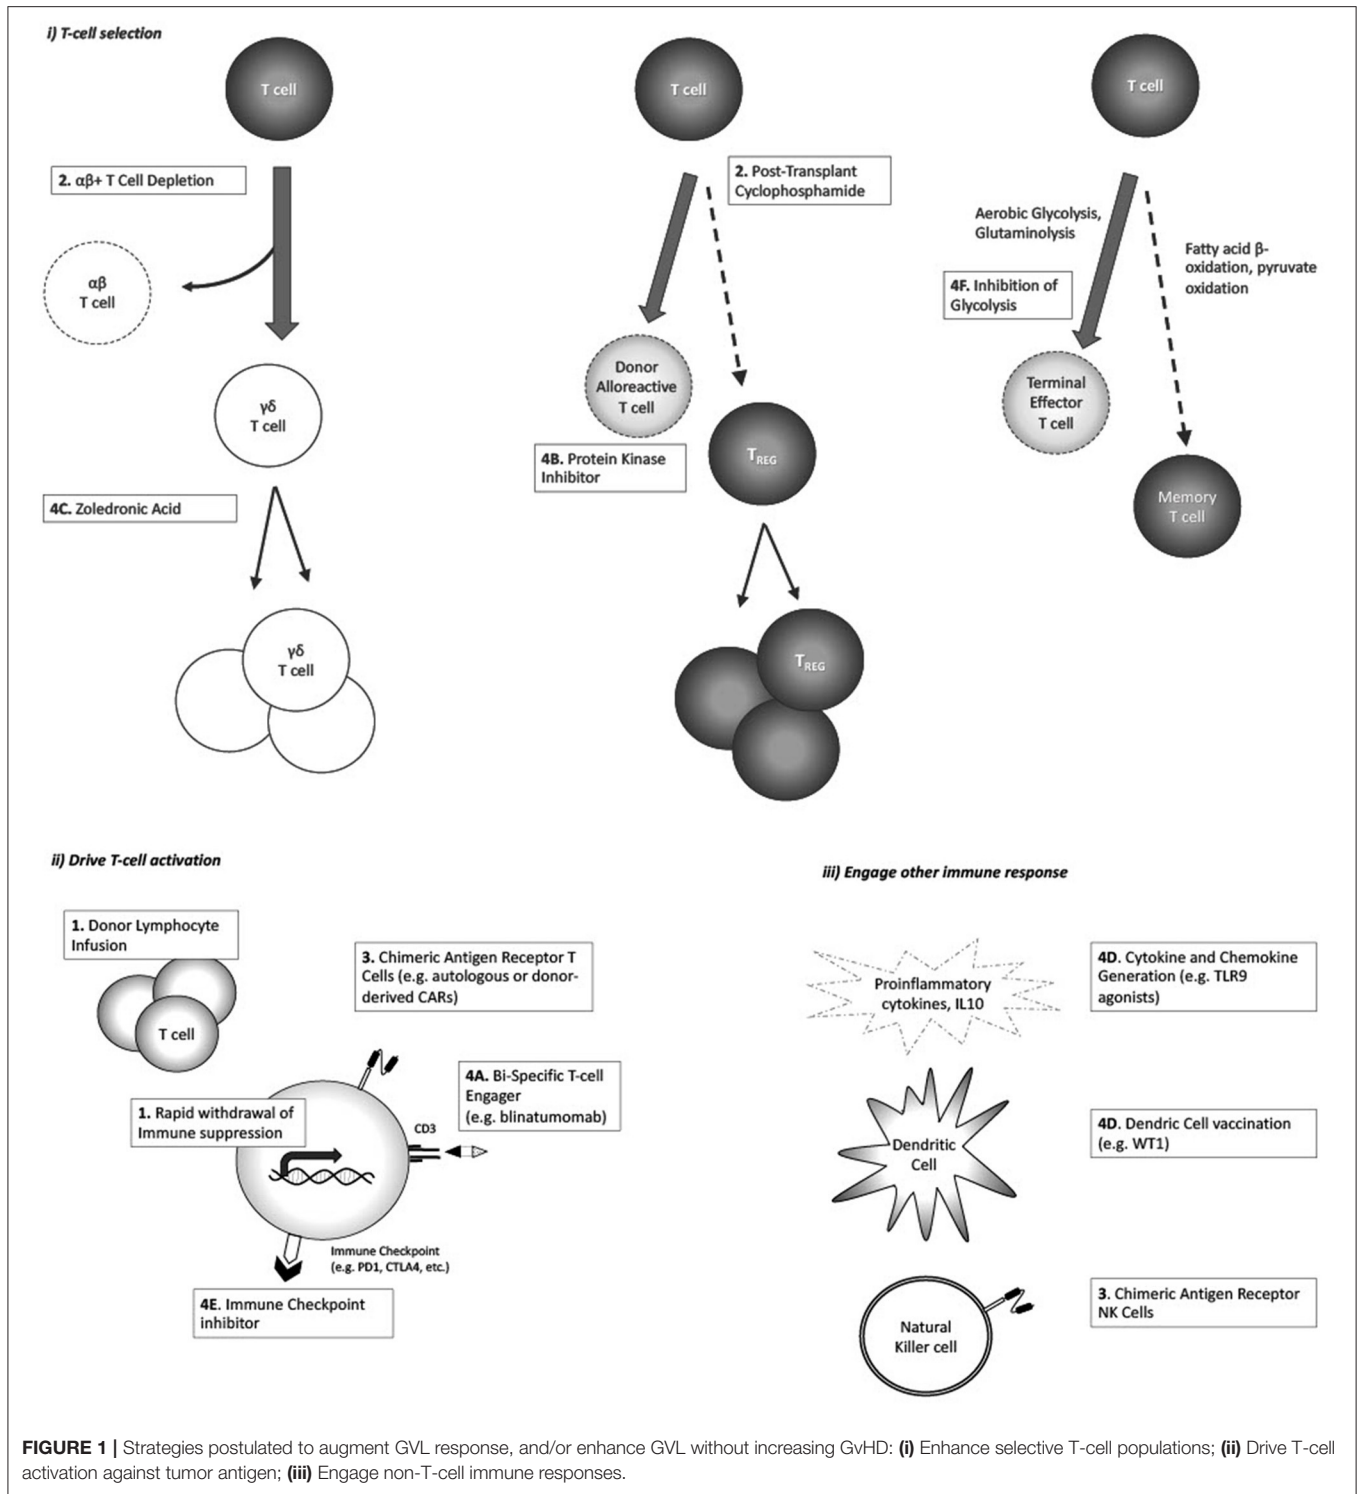 i) T-cell selection
T cell
2. αβ+ T Cell Depletion
αβ
T cell
γδ
T cell
4C. Zoledronic Acid
γδ
T cell
T cell
2. Post-Transplant
Cyclophosphamide
Donor
Alloreactive
T cell
4B. Protein Kinase
Inhibitor
TREG
TREG
T cell
Aerobic Glycolysis,
Glutaminolysis
4F. Inhibition of
Glycolysis
Fatty acid β-
oxidation, pyruvate
oxidation
Terminal
Effector
T cell
Memory
T cell
ii) Drive T-cell activation
1. Donor Lymphocyte
Infusion
T cell
3. Chimeric Antigen Receptor T
Cells (e.g. autologous or donor-
derived CARs)
4A. Bi-Specific T-cell
Engager
(e.g. blinatumomab)
1. Rapid withdrawal of
Immune suppression
CD3
Immune Checkpoint
(e.g. PD1, CTLA4, etc.)
4E. Immune Checkpoint
inhibitor
iii) Engage other immune response
Proinflammatory
cytokines, IL10
4D. Cytokine and Chemokine
Generation (e.g. TLR9
agonists)
Dendritic
Cell
4D. Dendric Cell vaccination
(e.g. WT1)
Natural
Killer cell
3. Chimeric Antigen Receptor
NK Cells
FIGURE 1 | Strategies postulated to augment GVL response, and/or enhance GVL without increasing GvHD: (i) Enhance selective T-cell populations; (ii) Drive T-cell
activation against tumor antigen; (iii) Engage non-T-cell immune responses.